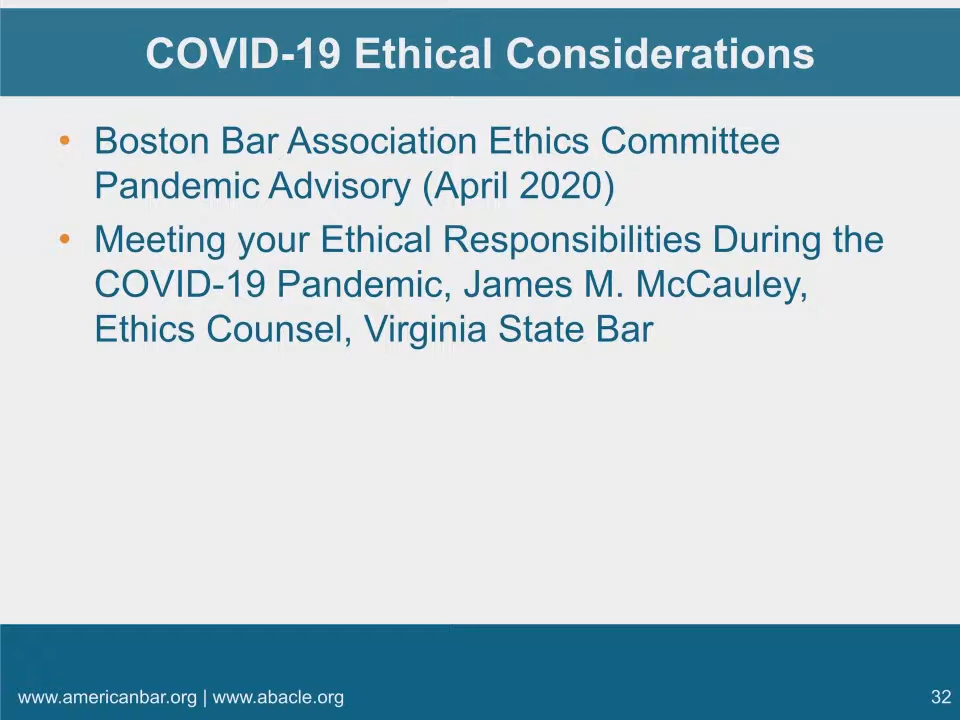 COVID-19 Ethical Considerations
• Boston Bar Association Ethics Committee
Pandemic Advisory (April 2020)
• Meeting your Ethical Responsibilities During the
COVID-19 Pandemic, James M. McCauley,
Ethics Counsel, Virginia State Bar
www.americanbar.org | www.abacle.org
32